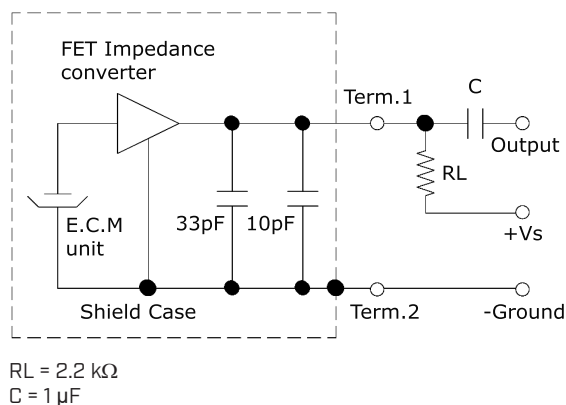 FET Impedance
converter
Term.1
C
Output
RL
+Vs
E.C.M
unit
33pF
10pF
Shield Case
Term.2
-Ground
RL = 2.2 kΩ
C = 1 µF